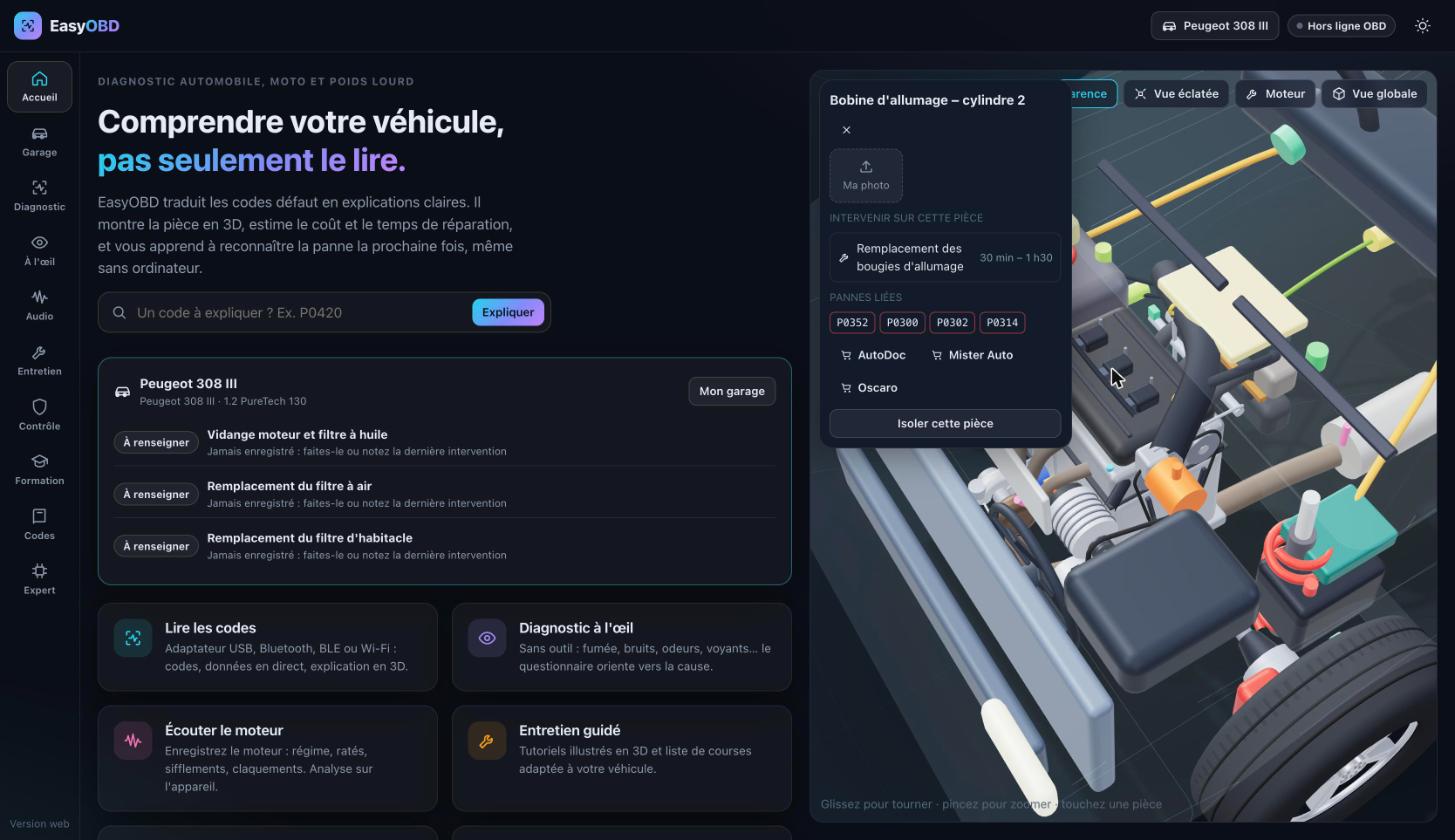 EasyOBD
Peugeot 308 III
Hors ligne OBD
Accueil
Garage
Diagnostic
À l'œil
Audio
Entretien
Contrôle
Formation
Codes
Expert
Version web
DIAGNOSTIC AUTOMOBILE, MOTO ET POIDS LOURD
Comprendre votre véhicule,
pas seulement le lire.
EasyOBD traduit les codes défaut en explications claires. Il
montre la pièce en 3D, estime le coût et le temps de réparation,
et vous apprend à reconnaître la panne la prochaine fois, même
sans ordinateur.
Un code à expliquer ? Ex. P0420
Expliquer
Peugeot 308 III
Peugeot 308 III · 1.2 PureTech 130
Mon garage
À renseigner
Vidange moteur et filtre à huile
Jamais enregistré : faites-le ou notez la dernière intervention
À renseigner
Remplacement du filtre à air
Jamais enregistré : faites-le ou notez la dernière intervention
À renseigner
Remplacement du filtre d'habitacle
Jamais enregistré : faites-le ou notez la dernière intervention
Lire les codes
Adaptateur USB, Bluetooth, BLE ou Wi-Fi :
codes, données en direct, explication en 3D.
Diagnostic à l'œil
Sans outil : fumée, bruits, odeurs, voyants… le
questionnaire oriente vers la cause.
Écouter le moteur
Enregistrez le moteur : régime, ratés,
sifflements, claquements. Analyse sur
l'appareil.
Entretien guidé
Tutoriels illustrés en 3D et liste de courses
adaptée à votre véhicule.
Bobine d'allumage – cylindre 2
Ma photo
INTERVENIR SUR CETTE PIÈCE
Remplacement des
bougies d'allumage
30 min – 1 h30
PANNES LIÉES
P0352 P0300 P0302 P0314
AutoDoc Mister Auto
Oscaro
Isoler cette pièce
arence
Vue éclatée
Moteur
Vue globale
Glissez pour tourner · pincez pour zoomer · touchez une pièce